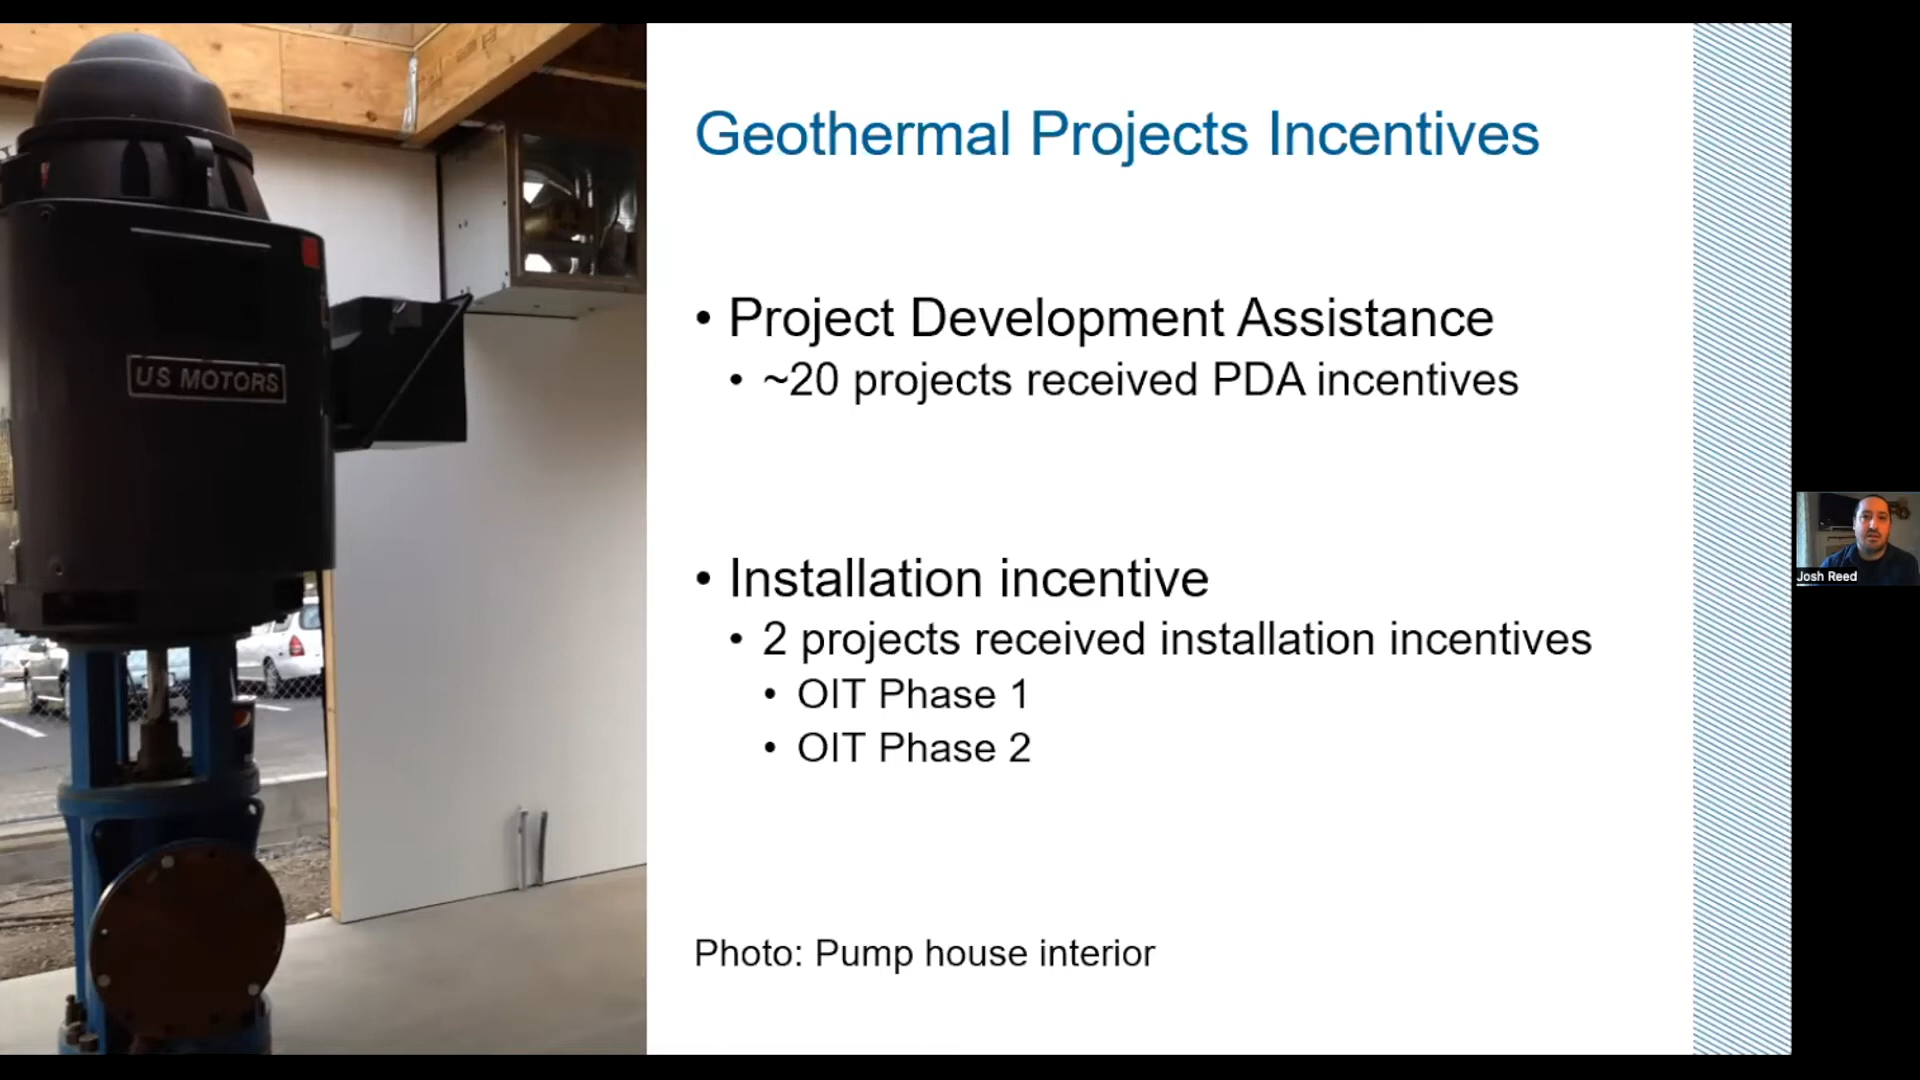 Geothermal Projects Incentives
• Project Development Assistance
• ~20 projects received PDA incentives
• Installation incentive
• 2 projects received installation incentives
• OIT Phase 1
• OIT Phase 2
Photo: Pump house interior
US MOTORS
Josh Reed